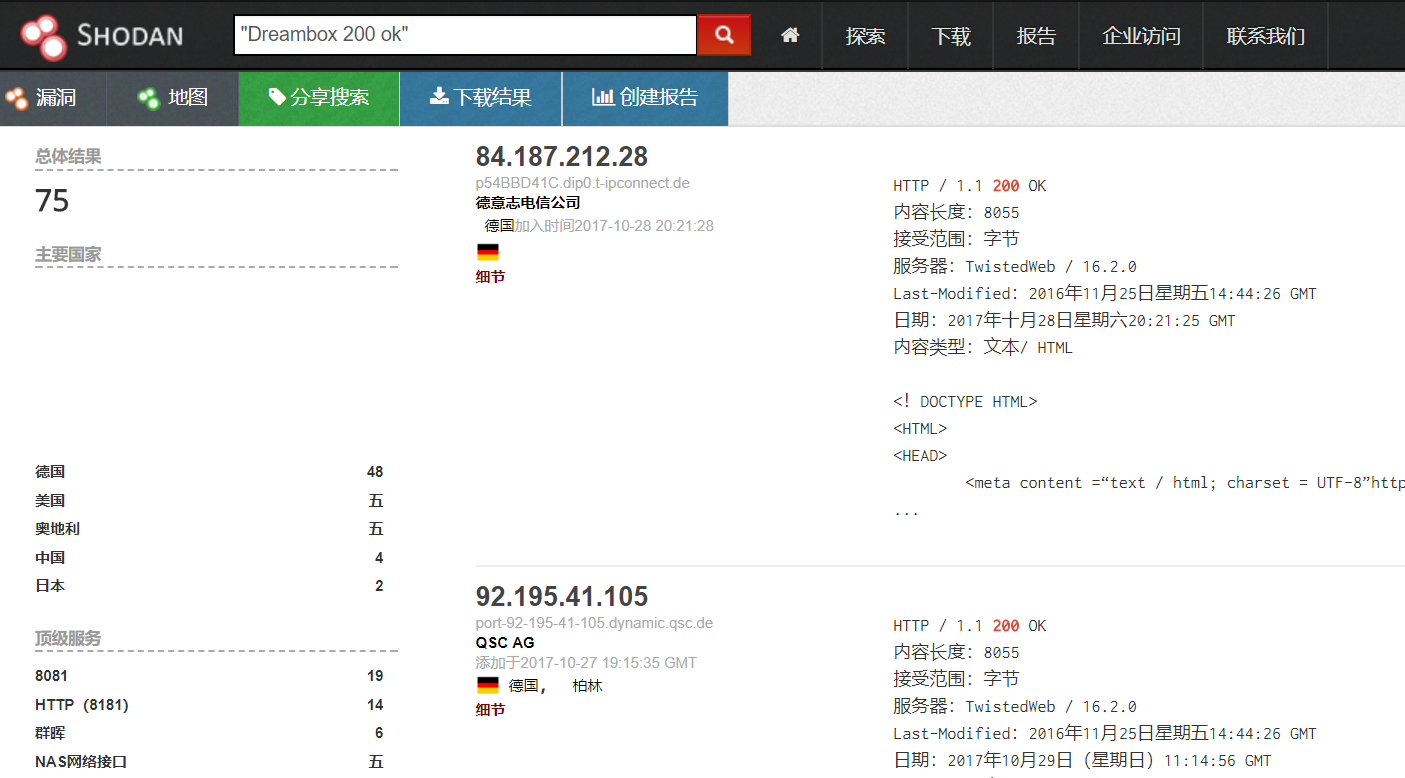 SHODAN
"Dreambox 200 ok"
探索
下载
报告
企业访问
联系我们
漏洞
地图
分享搜索
下载结果
创建报告
总体结果
75
主要国家
德国 48
美国 五
奥地利 五
中国 4
日本 2
顶级服务
8081 19
HTTP（8181） 14
群晖 6
NAS网络接口 五
84.187.212.28
p54BBD41C.dip0.t-ipconnect.de
德意志电信公司
德国加入时间2017-10-28 20:21:28
细节
HTTP / 1.1 200 OK
内容长度：8055
接受范围：字节
服务器：TwistedWeb / 16.2.0
Last-Modified：2016年11月25日星期五14:44:26 GMT
日期：2017年十月28日星期六20:21:25 GMT
内容类型：文本/ HTML
<！DOCTYPE HTML>
<HTML>
<HEAD>
<meta content =“text / html; charset = UTF-8”http
...
92.195.41.105
port-92-195-41-105.dynamic.qsc.de
QSC AG
添加于2017-10-27 19:15:35 GMT
德国， 柏林
细节
HTTP / 1.1 200 OK
内容长度：8055
接受范围：字节
服务器：TwistedWeb / 16.2.0
Last-Modified：2016年11月25日星期五14:44:26 GMT
日期：2017年10月29日（星期日）11:14:56 GMT